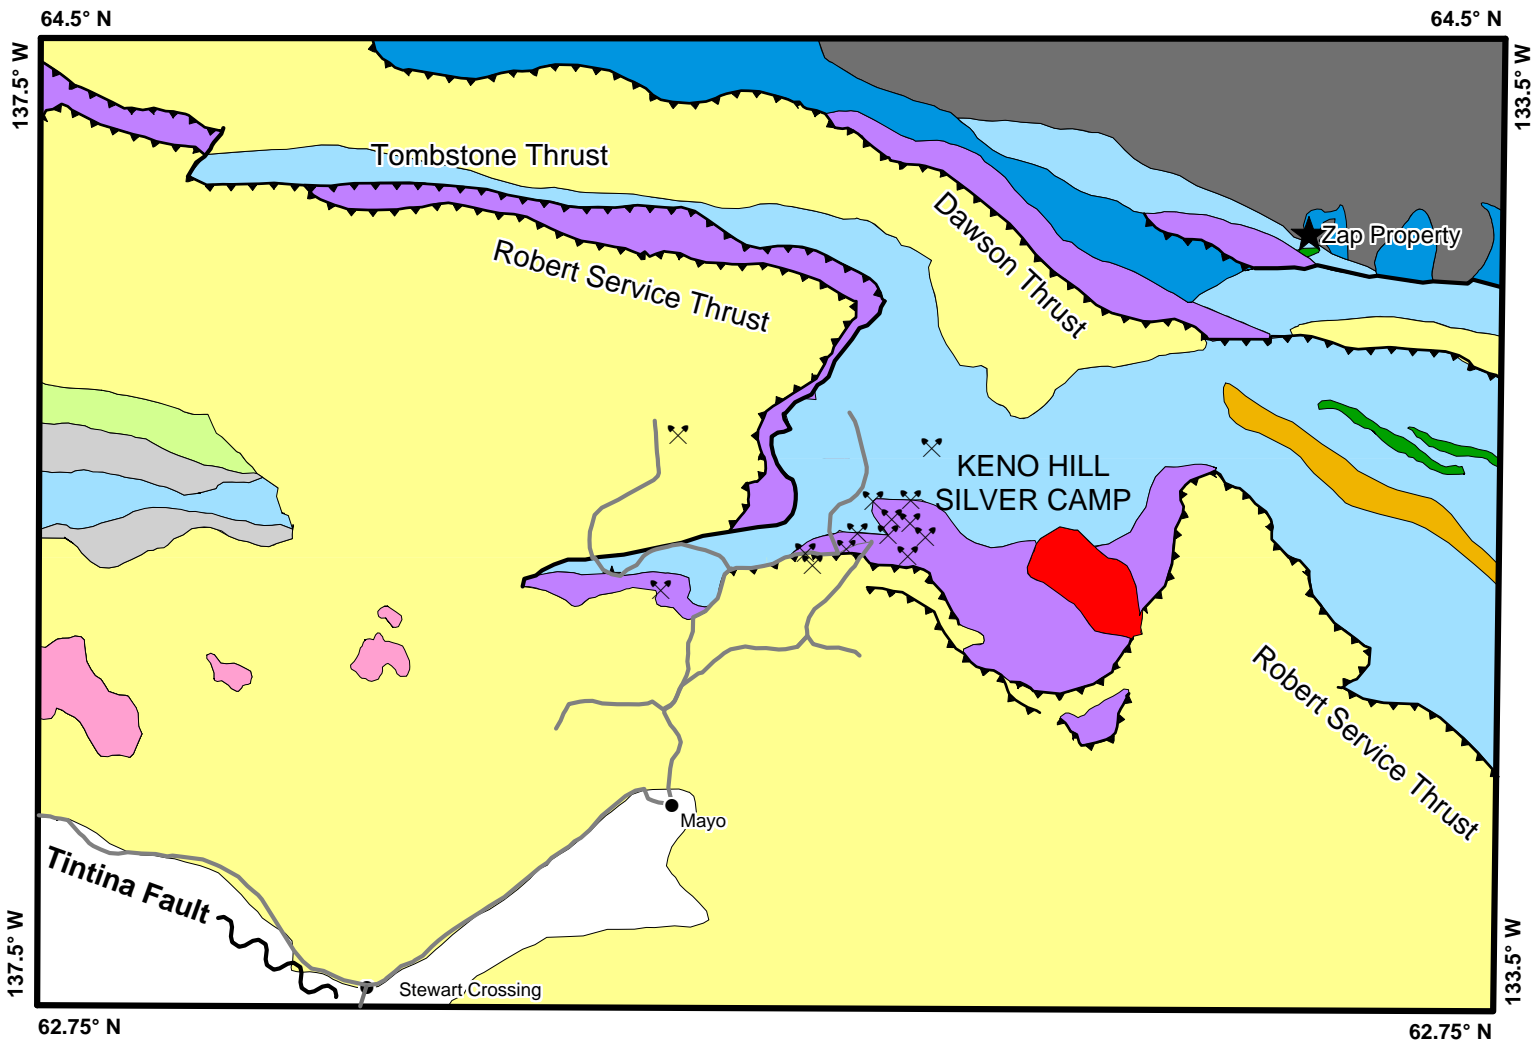 64.5° N
64.5° N
137.5° W
133.5° W
Tombstone Thrust
Dawson Thrust
Zap Property
Robert Service Thrust
KENO HILL
SILVER CAMP
Robert Service Thrust
Mayo
Tintina Fault
Stewart Crossing
137.5° W
133.5° W
62.75° N
62.75° N